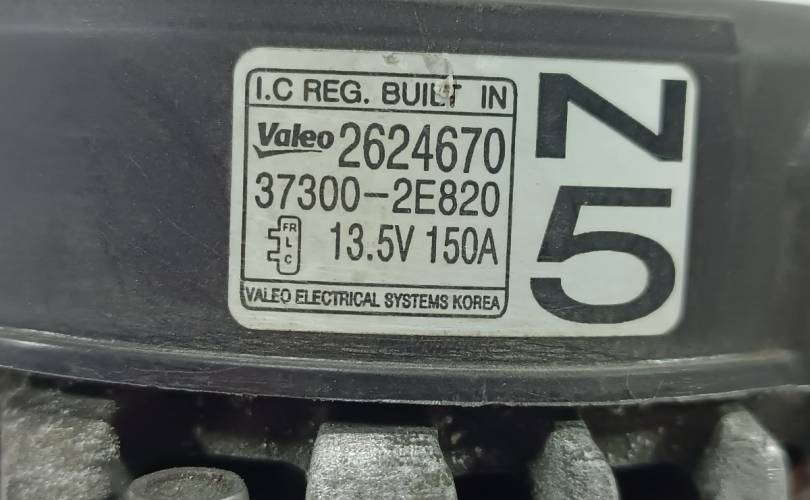 I.C REG. BUILT IN
Valeo 2624670
37300-2E820
FR
L
C
13.5V 150A
VALEO ELECTRICAL SYSTEMS KOREA
N
5